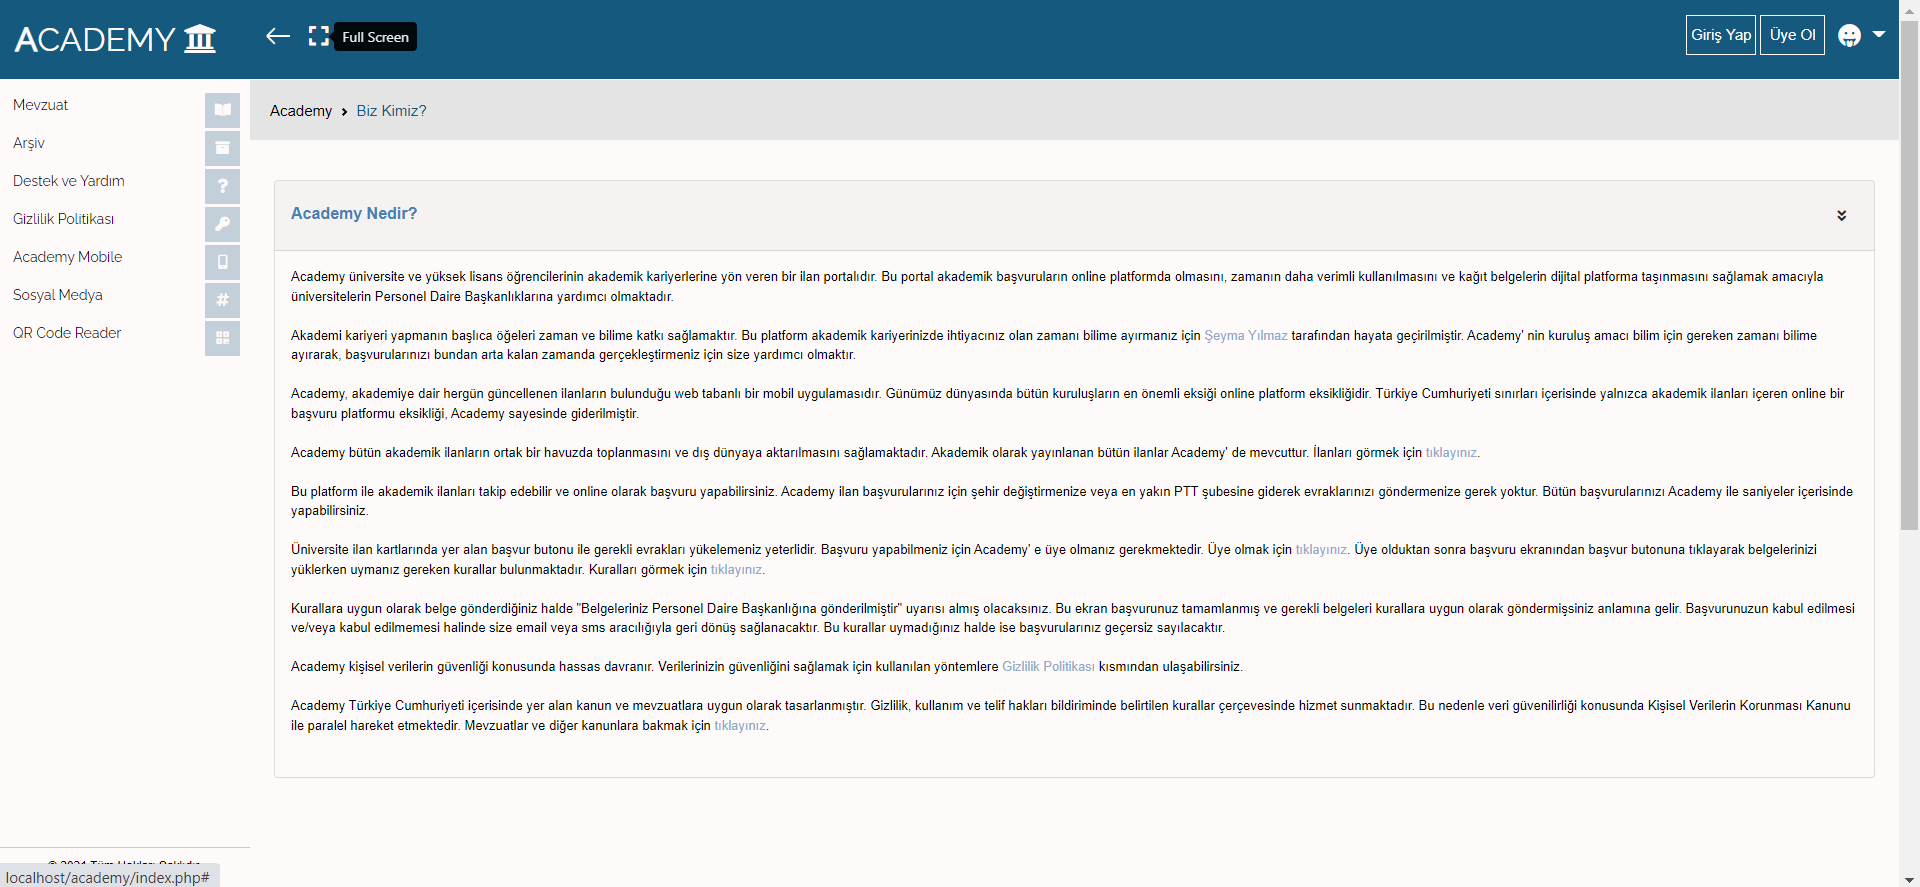 ACADEMY
Full Screen
Giriş Yap
Üye Ol
Mevzuat
Arşiv
Destek ve Yardım
?
Gizlilik Politikası
Academy Mobile
Sosyal Medya
#
QR Code Reader
Academy > Biz Kimiz?
Academy Nedir?
Academy üniversite ve yüksek lisans öğrencilerinin akademik kariyerlerine yön veren bir ilan portalıdır. Bu portal akademik başvuruların online platformda olmasını, zamanın daha verimli kullanılmasını ve kağıt belgelerin dijital platforma taşınmasını sağlamak amacıyla
üniversitelerin Personel Daire Başkanlıklarına yardımcı olmaktadır.
Akademi kariyeri yapmanın başlıca öğeleri zaman ve bilime katkı sağlamaktır. Bu platform akademik kariyerinizde ihtiyacınız olan zamanı bilime ayırmanız için Şeyma Yılmaz tarafından hayata geçirilmiştir. Academy' nin kuruluş amacı bilim için gereken zamanı bilime
ayırarak, başvurularınızı bundan arta kalan zamanda gerçekleştirmeniz için size yardımcı olmaktır.
Academy, akademiye dair hergün güncellenen ilanların bulunduğu web tabanlı bir mobil uygulamasıdır. Günümüz dünyasında bütün kuruluşların en önemli eksiği online platform eksikliğidir. Türkiye Cumhuriyeti sınırları içerisinde yalnızca akademik ilanları içeren online bir
başvuru platformu eksikliği, Academy sayesinde giderilmiştir.
Academy bütün akademik ilanların ortak bir havuzda toplanmasını ve dış dünyaya aktarılmasını sağlamaktadır. Akademik olarak yayınlanan bütün ilanlar Academy' de mevcuttur. İlanları görmek için tıklayınız.
Bu platform ile akademik ilanları takip edebilir ve online olarak başvuru yapabilirsiniz. Academy ilan başvurularınız için şehir değiştirmenize veya en yakın PTT şubesine giderek evraklarınızı göndermenize gerek yoktur. Bütün başvurularınızı Academy ile saniyeler içerisinde
yapabilirsiniz.
Üniversite ilan kartlarında yer alan başvur butonu ile gerekli evrakları yükelemeniz yeterlidir. Başvuru yapabilmeniz için Academy' e üye olmanız gerekmektedir. Üye olmak için tıklayınız. Üye olduktan sonra başvuru ekranından başvur butonuna tıklayarak belgelerinizi
yüklerken uymanız gereken kurallar bulunmaktadır. Kuralları görmek için tıklayınız.
Kurallara uygun olarak belge gönderdiğiniz halde "Belgeleriniz Personel Daire Başkanlığına gönderilmiştir" uyarısı almış olacaksınız. Bu ekran başvurunuz tamamlanmış ve gerekli belgeleri kurallara uygun olarak göndermişsiniz anlamına gelir. Başvurunuzun kabul edilmesi
ve/veya kabul edilmemesi halinde size email veya sms aracılığıyla geri dönüş sağlanacaktır. Bu kurallar uymadığınız halde ise başvurularınız geçersiz sayılacaktır.
Academy kişisel verilerin güvenliği konusunda hassas davranır. Verilerinizin güvenliğini sağlamak için kullanılan yöntemlere Gizlilik Politikası kısmından ulaşabilirsiniz.
Academy Türkiye Cumhuriyeti içerisinde yer alan kanun ve mevzuatlara uygun olarak tasarlanmıştır. Gizlilik, kullanım ve telif hakları bildiriminde belirtilen kurallar çerçevesinde hizmet sunmaktadır. Bu nedenle veri güvenilirliği konusunda Kişisel Verilerin Korunması Kanunu
ile paralel hareket etmektedir. Mevzuatlar ve diğer kanunlara bakmak için tıklayınız.
© 2021 Tüm Hakları Saklıdır
localhost/academy/index.php#